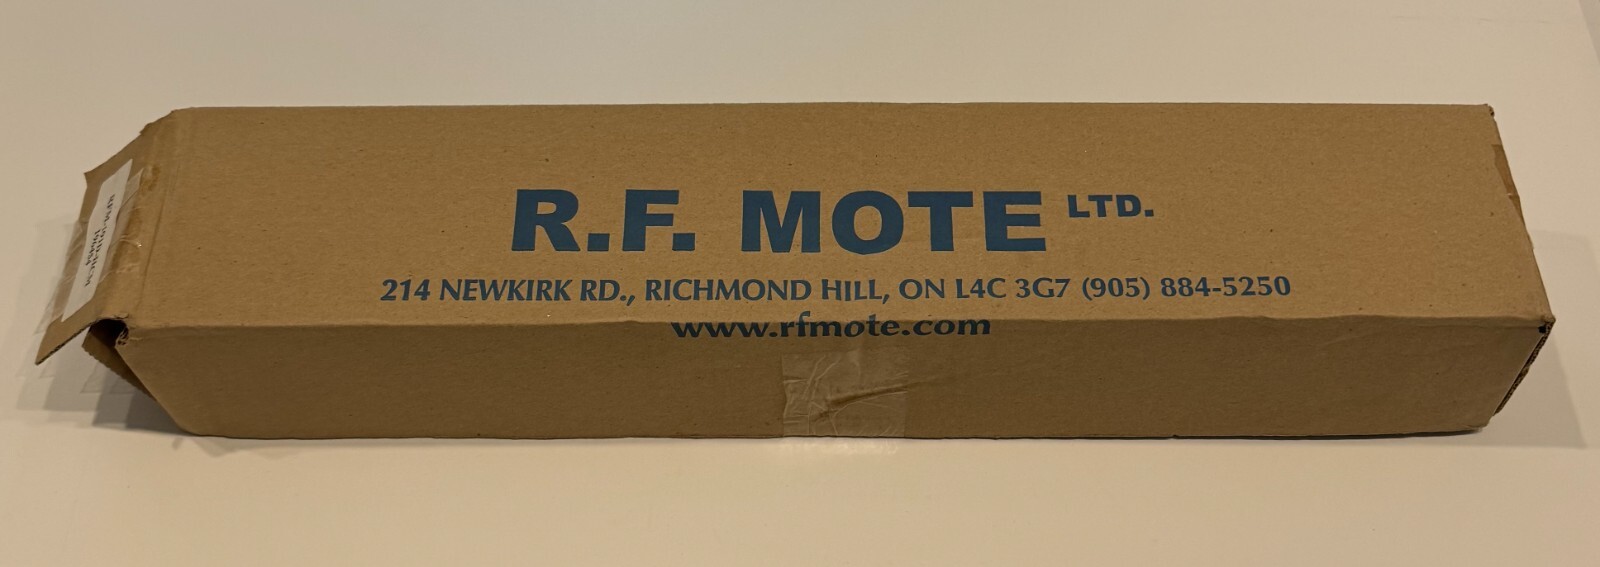 R.F. MOTE LTD.
214 NEWKIRK RD., RICHMOND HILL, ON L4C 3G7 (905) 884-5250
www.rfmote.com